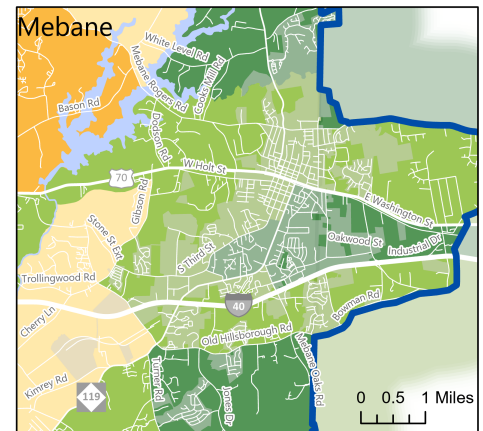 Mebane
White Level Rd
Mebane Rogers Rd
Cooks Mill Rd
Bason Rd
Dodson Rd
W Holt St
70
Gibson Rd
E Washington St
Stone St Ext
Oakwood St
Industrial Dr
S Third St
Trollingwood Rd
40
Bowman Rd
Cherry Ln
Old Hillsborough Rd
Mebane Oaks Rd
Turner Rd
Kimrey Rd
Jones Dr
119
0 0.5 1 Miles